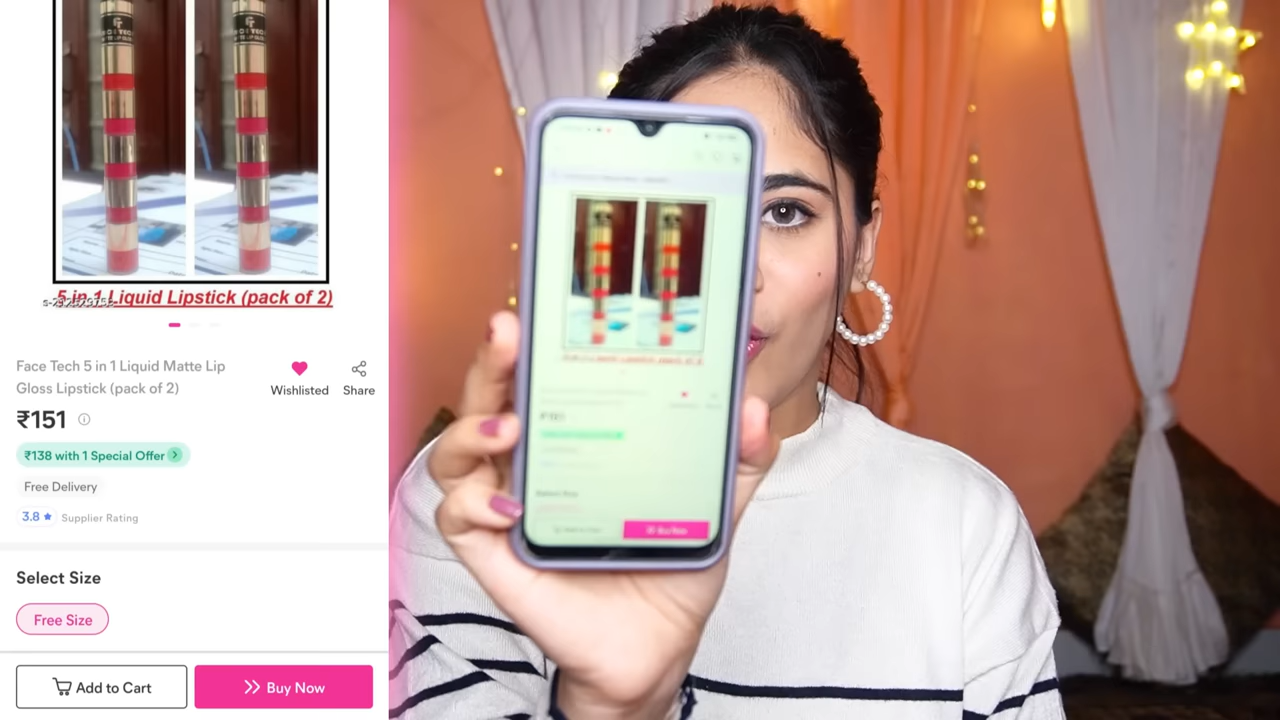 5 in 1 Liquid Lipstick (pack of 2)
Face Tech 5 in 1 Liquid Matte Lip
Gloss Lipstick (pack of 2)
Wishlisted
Share
₹151
₹138 with 1 Special Offer
Free Delivery
3.8 ★ Supplier Rating
Select Size
Free Size
Add to Cart
Buy Now
Buy Now